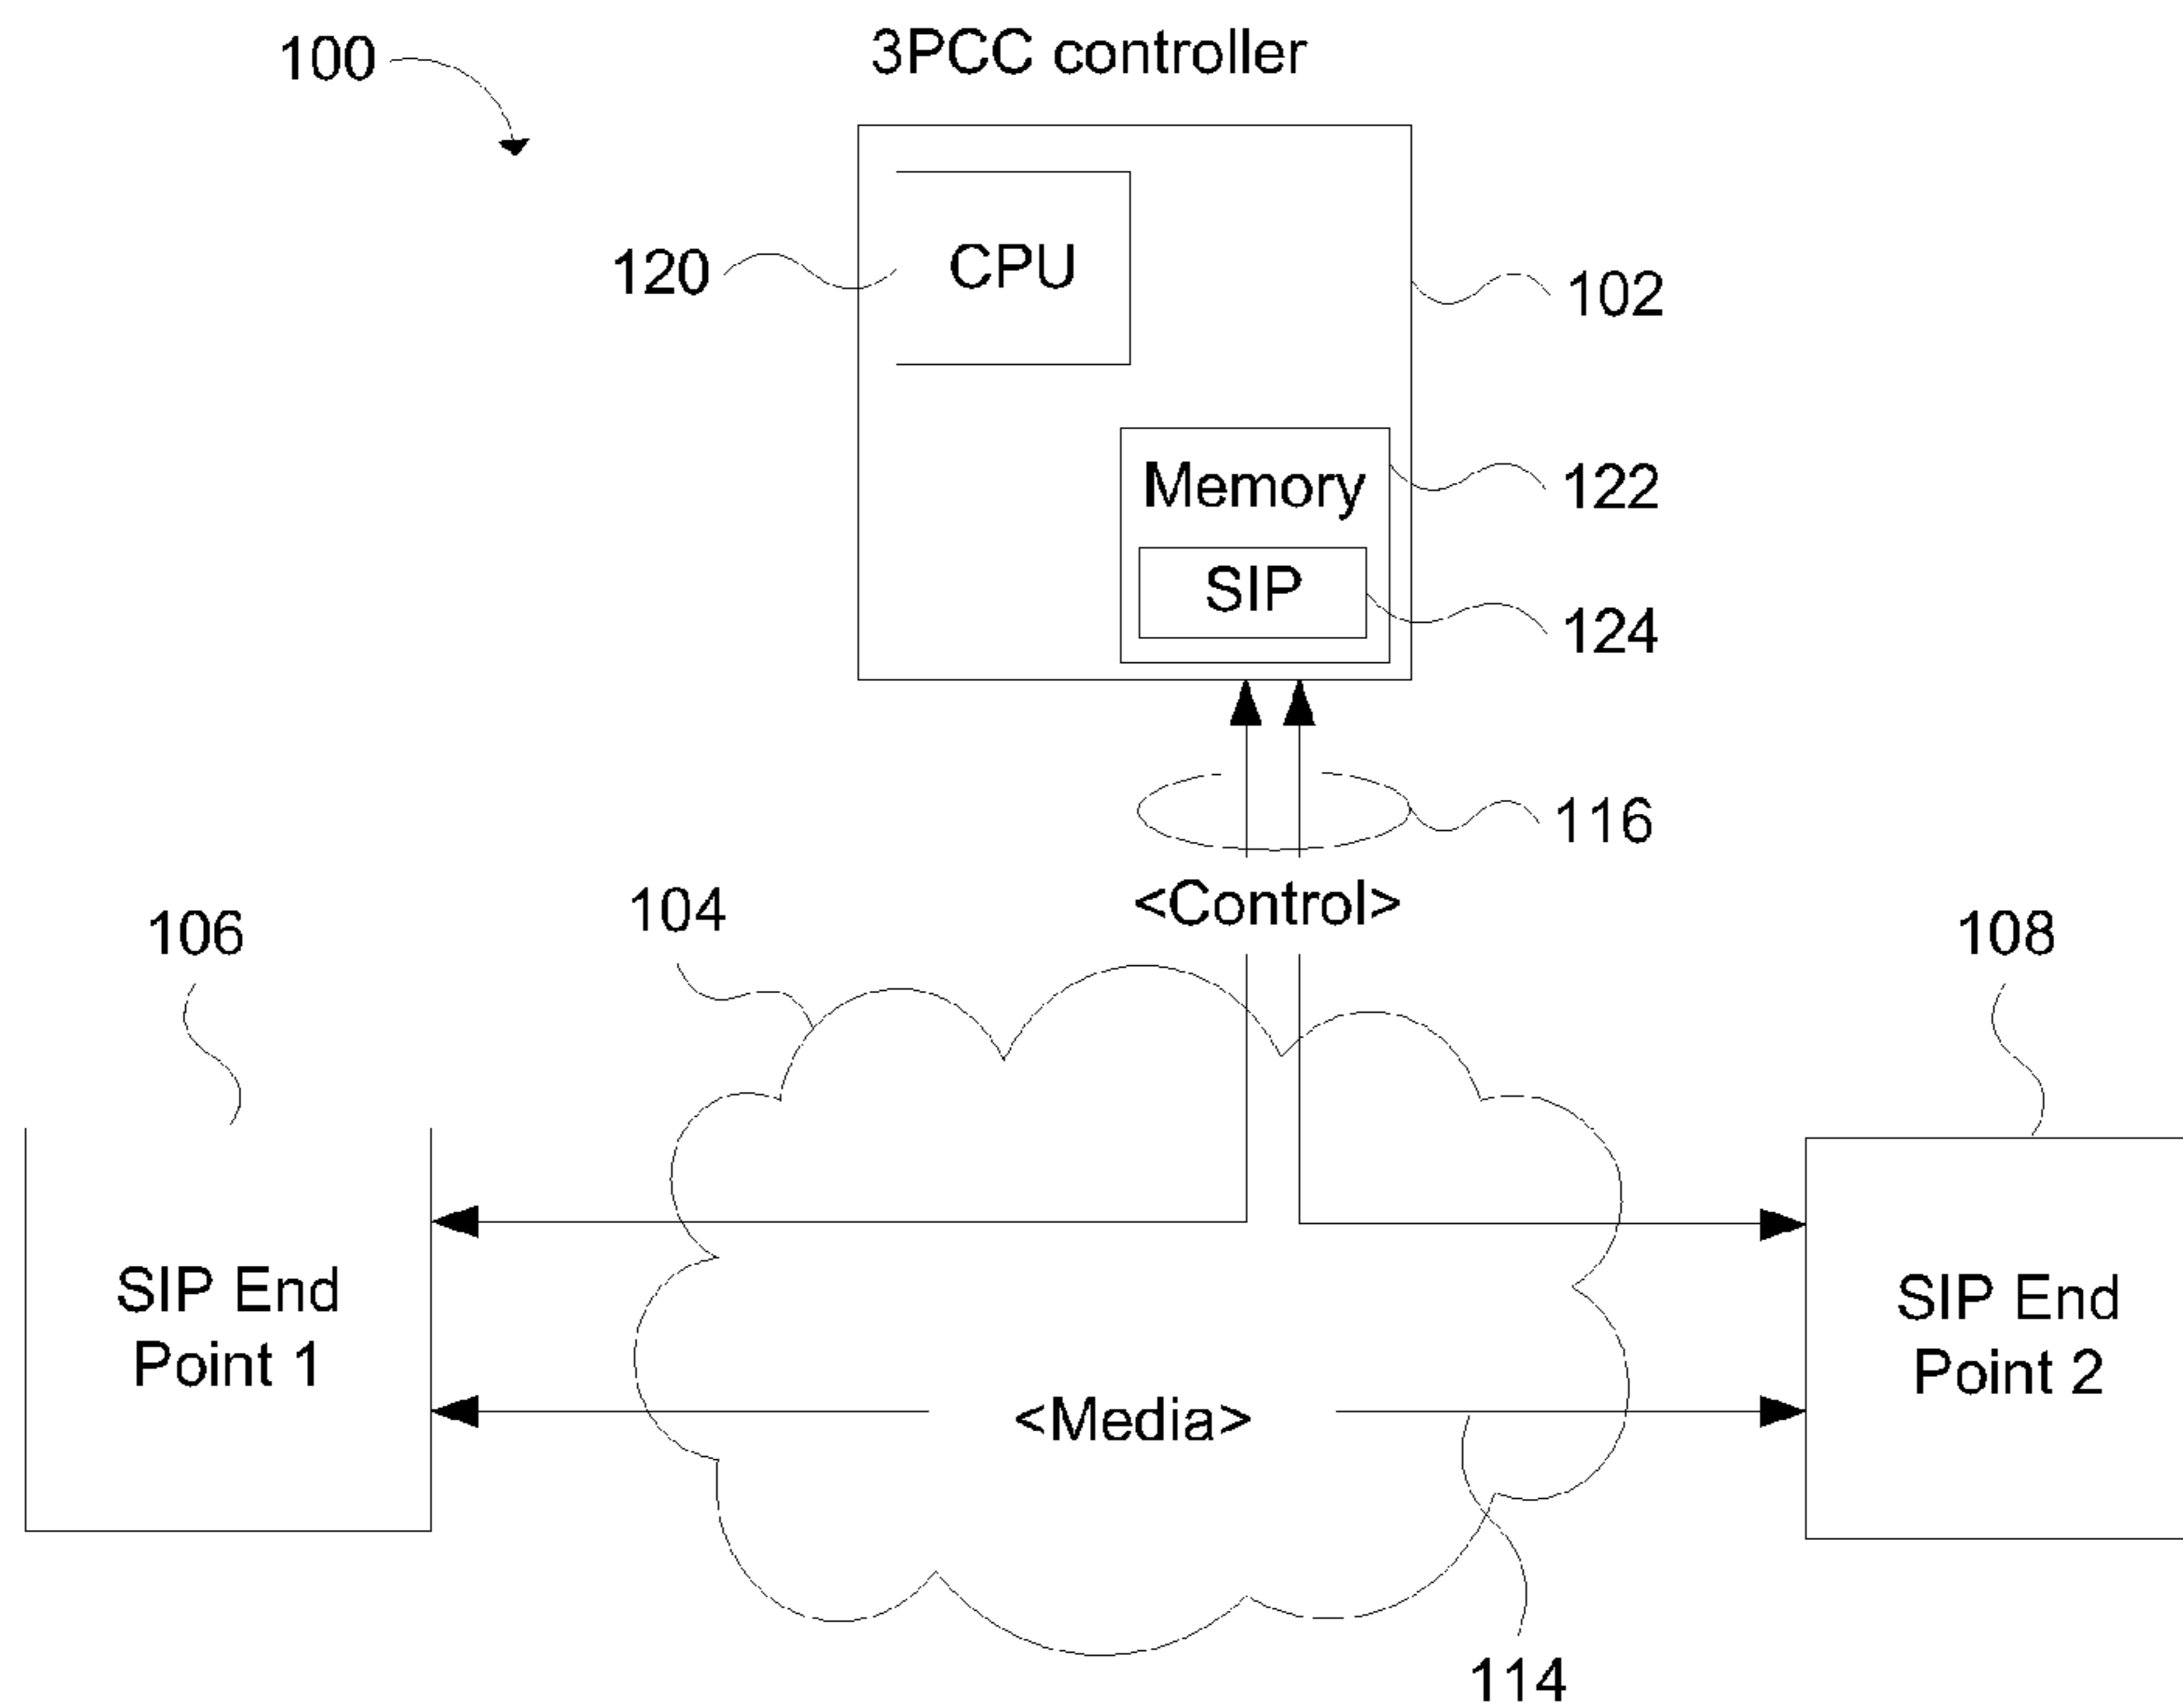 100
3PCC controller
120
CPU
102
Memory
122
SIP
124
116
<Control>
104
106
108
SIP End
Point 1
SIP End
Point 2
<Media>
114